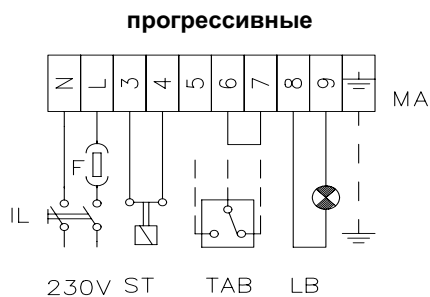 прогрессивные
N L 3 4 5 6 7 8 9
MA
F
IL
230V ST TAB LB